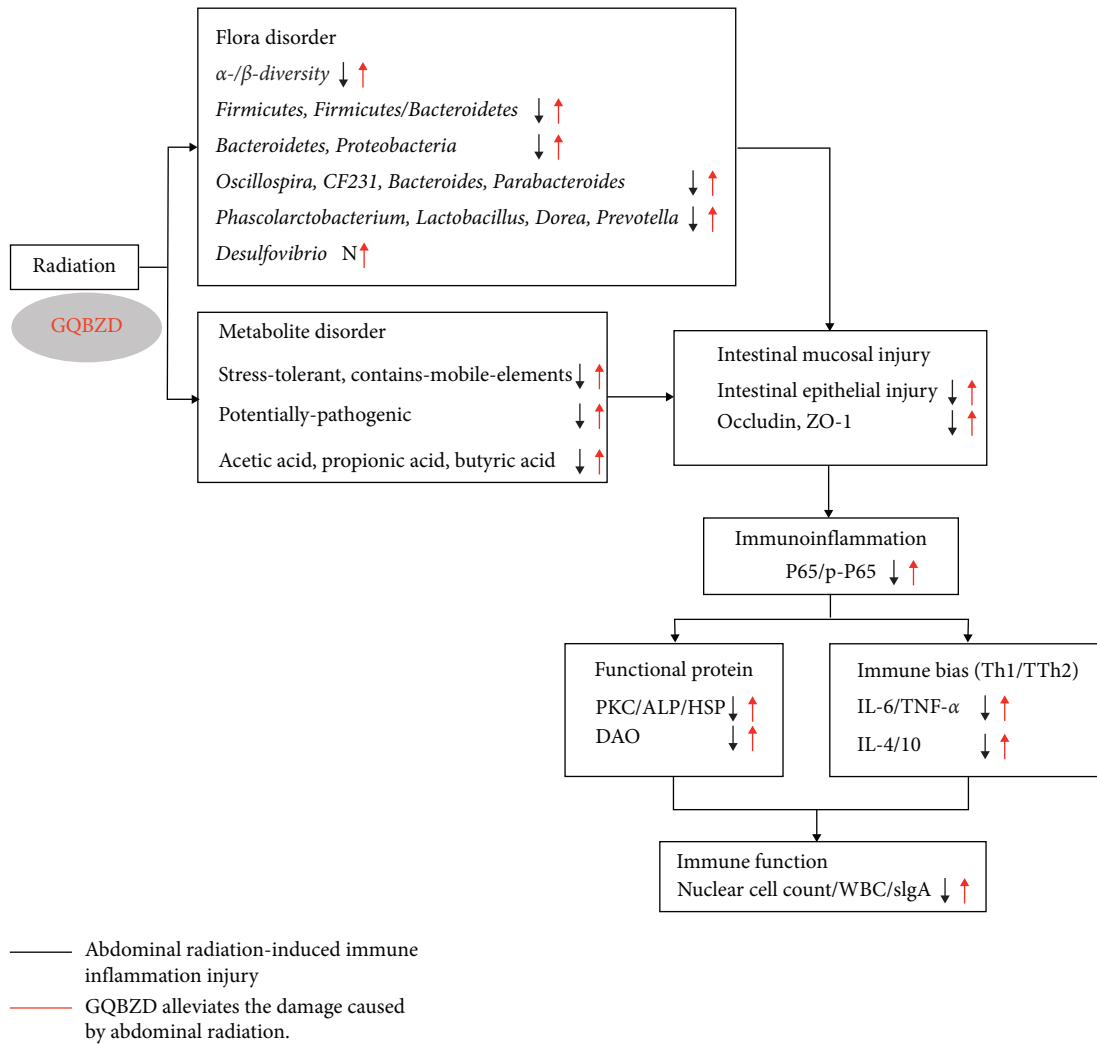 Flora disorder
α-/β-diversity ↓ ↑
Firmicutes, Firmicutes/Bacteroidetes ↓ ↑
Bacteroidetes, Proteobacteria ↓ ↑
Oscillospira, CF231, Bacteroides, Parabacteroides ↓ ↑
Phascolarctobacterium, Lactobacillus, Dorea, Prevotella ↓ ↑
Desulfovibrio N ↑
Radiation
GQBZD
Metabolite disorder
Stress-tolerant, contains-mobile-elements ↓ ↑
Potentially-pathogenic ↓ ↑
Acetic acid, propionic acid, butyric acid ↓ ↑
Intestinal mucosal injury
Intestinal epithelial injury ↓ ↑
Occludin, ZO-1 ↓ ↑
Immunoinflammation
P65/p-P65 ↓ ↑
Functional protein
PKC/ALP/HSP ↓ ↑
DAO ↓ ↑
Immune bias (Th1/TTh2)
IL-6/TNF-α ↓ ↑
IL-4/10 ↓ ↑
Immune function
Nuclear cell count/WBC/slgA ↓ ↑
Abdominal radiation-induced immune
inflammation injury
GQBZD alleviates the damage caused
by abdominal radiation.